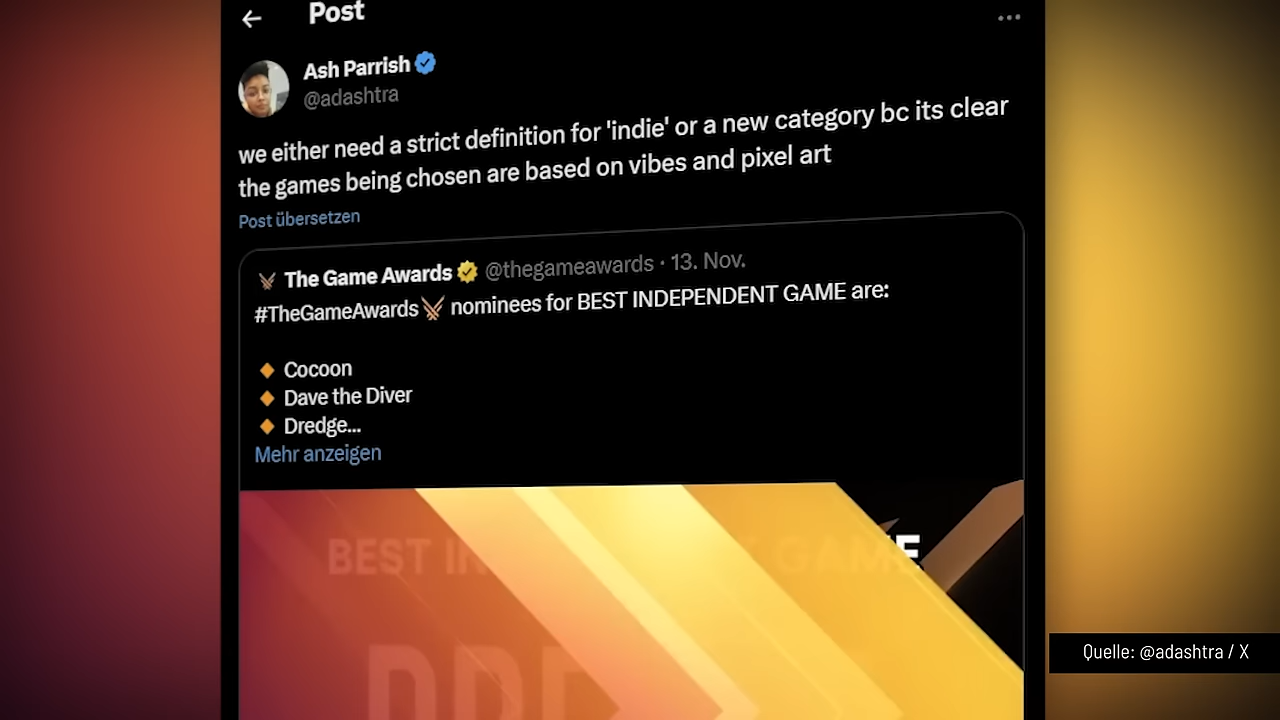 Post
Ash Parrish
@adashtra
we either need a strict definition for 'indie' or a new category bc its clear
the games being chosen are based on vibes and pixel art
Post übersetzen
The Game Awards @thegameawards · 13. Nov.
#TheGameAwards nominees for BEST INDEPENDENT GAME are:
Cocoon
Dave the Diver
Dredge...
Mehr anzeigen
BEST IN GAME
DRE
Quelle: @adashtra / X